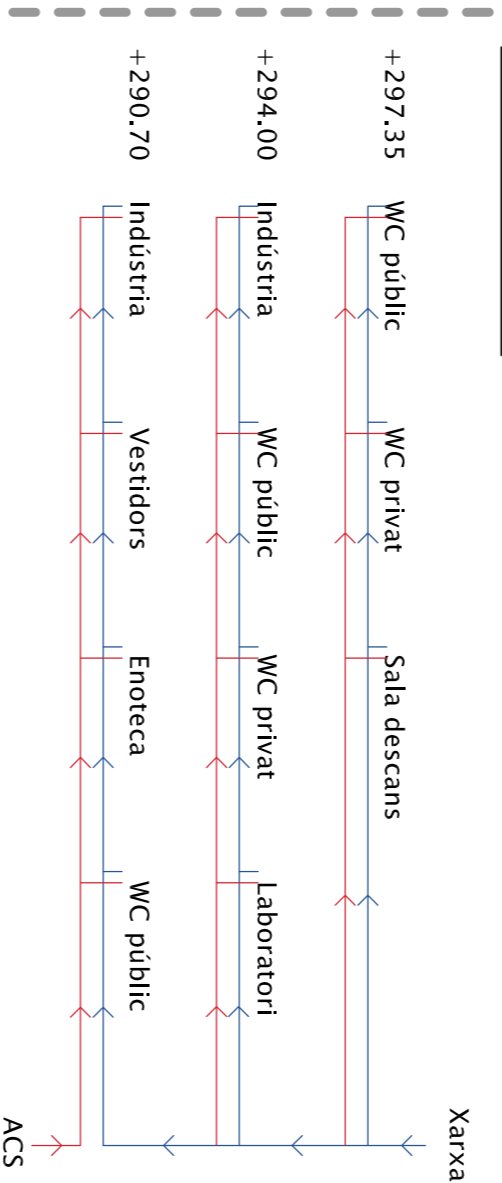 Xarxa
+297.35
WC públic
WC privat
Sala descans
+294.00
Indústria
WC públic
WC privat
Laboratori
+290.70
Indústria
Vestidors
Enoteca
WC públic
ACS